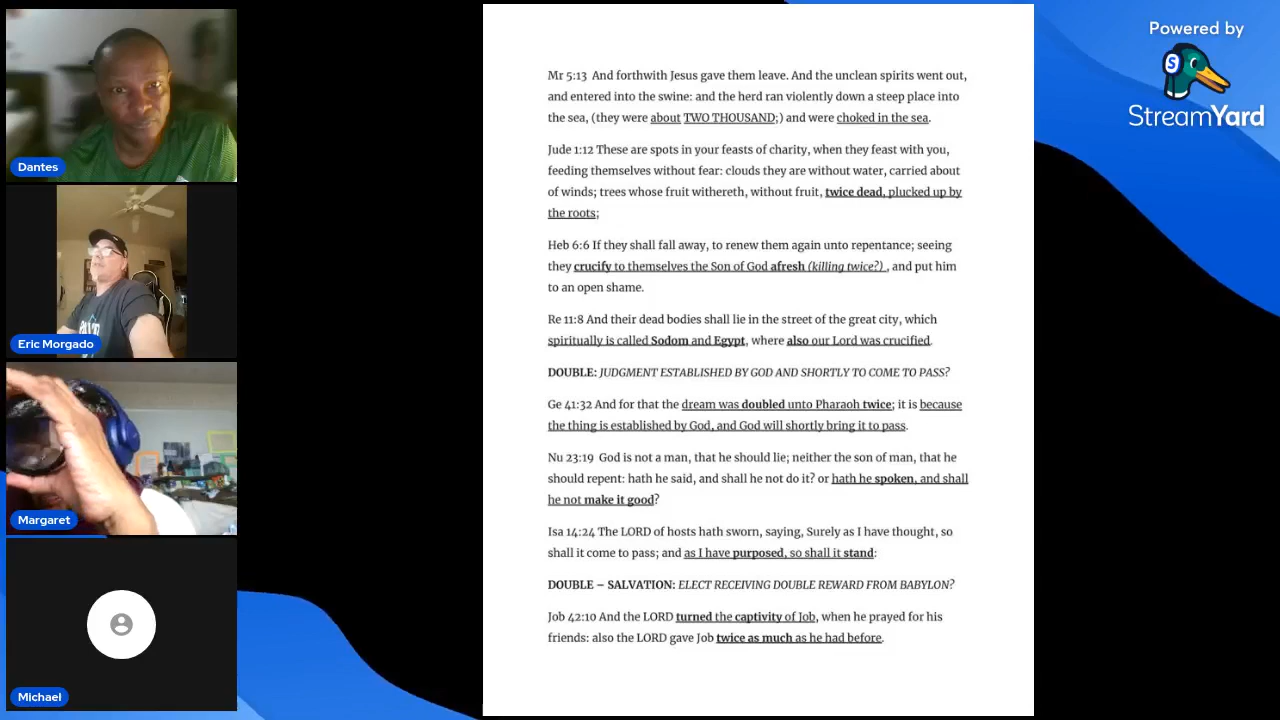 Dantes
Eric Morgado
Margaret
Michael
Mr 5:13  And forthwith Jesus gave them leave. And the unclean spirits went out,
and entered into the swine: and the herd ran violently down a steep place into
the sea, (they were about TWO THOUSAND;) and were choked in the sea.
Jude 1:12 These are spots in your feasts of charity, when they feast with you,
feeding themselves without fear: clouds they are without water, carried about
of winds; trees whose fruit withereth, without fruit, twice dead, plucked up by
the roots;
Heb 6:6 If they shall fall away, to renew them again unto repentance; seeing
they crucify to themselves the Son of God afresh (killing twice?) , and put him
to an open shame.
Re 11:8 And their dead bodies shall lie in the street of the great city, which
spiritually is called Sodom and Egypt, where also our Lord was crucified.
DOUBLE: JUDGMENT ESTABLISHED BY GOD AND SHORTLY TO COME TO PASS?
Ge 41:32 And for that the dream was doubled unto Pharaoh twice; it is because
the thing is established by God, and God will shortly bring it to pass.
Nu 23:19  God is not a man, that he should lie; neither the son of man, that he
should repent: hath he said, and shall he not do it? or hath he spoken, and shall
he not make it good?
Isa 14:24 The LORD of hosts hath sworn, saying, Surely as I have thought, so
shall it come to pass; and as I have purposed, so shall it stand:
DOUBLE – SALVATION: ELECT RECEIVING DOUBLE REWARD FROM BABYLON?
Job 42:10 And the LORD turned the captivity of Job, when he prayed for his
friends: also the LORD gave Job twice as much as he had before.
Powered by
S
StreamYard